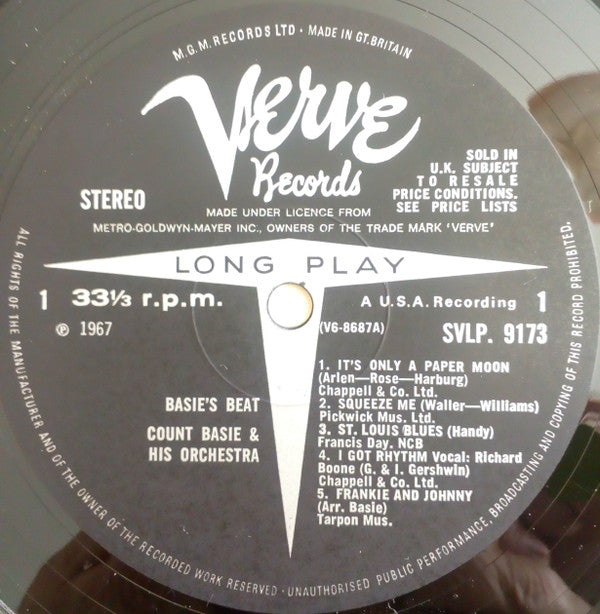 M.G.M. RECORDS LTD · MADE IN GT. BRITAIN
Verve
Records
STEREO
SOLD IN
U.K. SUBJECT
TO RESALE
PRICE CONDITIONS.
SEE PRICE LISTS
MADE UNDER LICENCE FROM
METRO-GOLDWYN-MAYER INC., OWNERS OF THE TRADE MARK 'VERVE'
LONG PLAY
1 33⅓ r.p.m.
A U.S.A. Recording 1
℗ 1967
(V6-8687A) SVLP. 9173
BASIE'S BEAT
COUNT BASIE &
HIS ORCHESTRA
1. IT'S ONLY A PAPER MOON
(Arlen—Rose—Harburg)
Chappell & Co. Ltd.
2. SQUEEZE ME (Waller—Williams)
Pickwick Mus. Ltd.
3. ST. LOUIS BLUES (Handy)
Francis Day. NCB
4. I GOT RHYTHM Vocal: Richard
Boone (G. & I. Gershwin)
Chappell & Co. Ltd.
5. FRANKIE AND JOHNNY
(Arr. Basie)
Tarpon Mus.
ALL RIGHTS OF THE MANUFACTURER AND OF THE OWNER OF THE RECORDED WORK RESERVED · UNAUTHORISED PUBLIC PERFORMANCE, BROADCASTING AND COPYING OF THIS RECORD PROHIBITED.